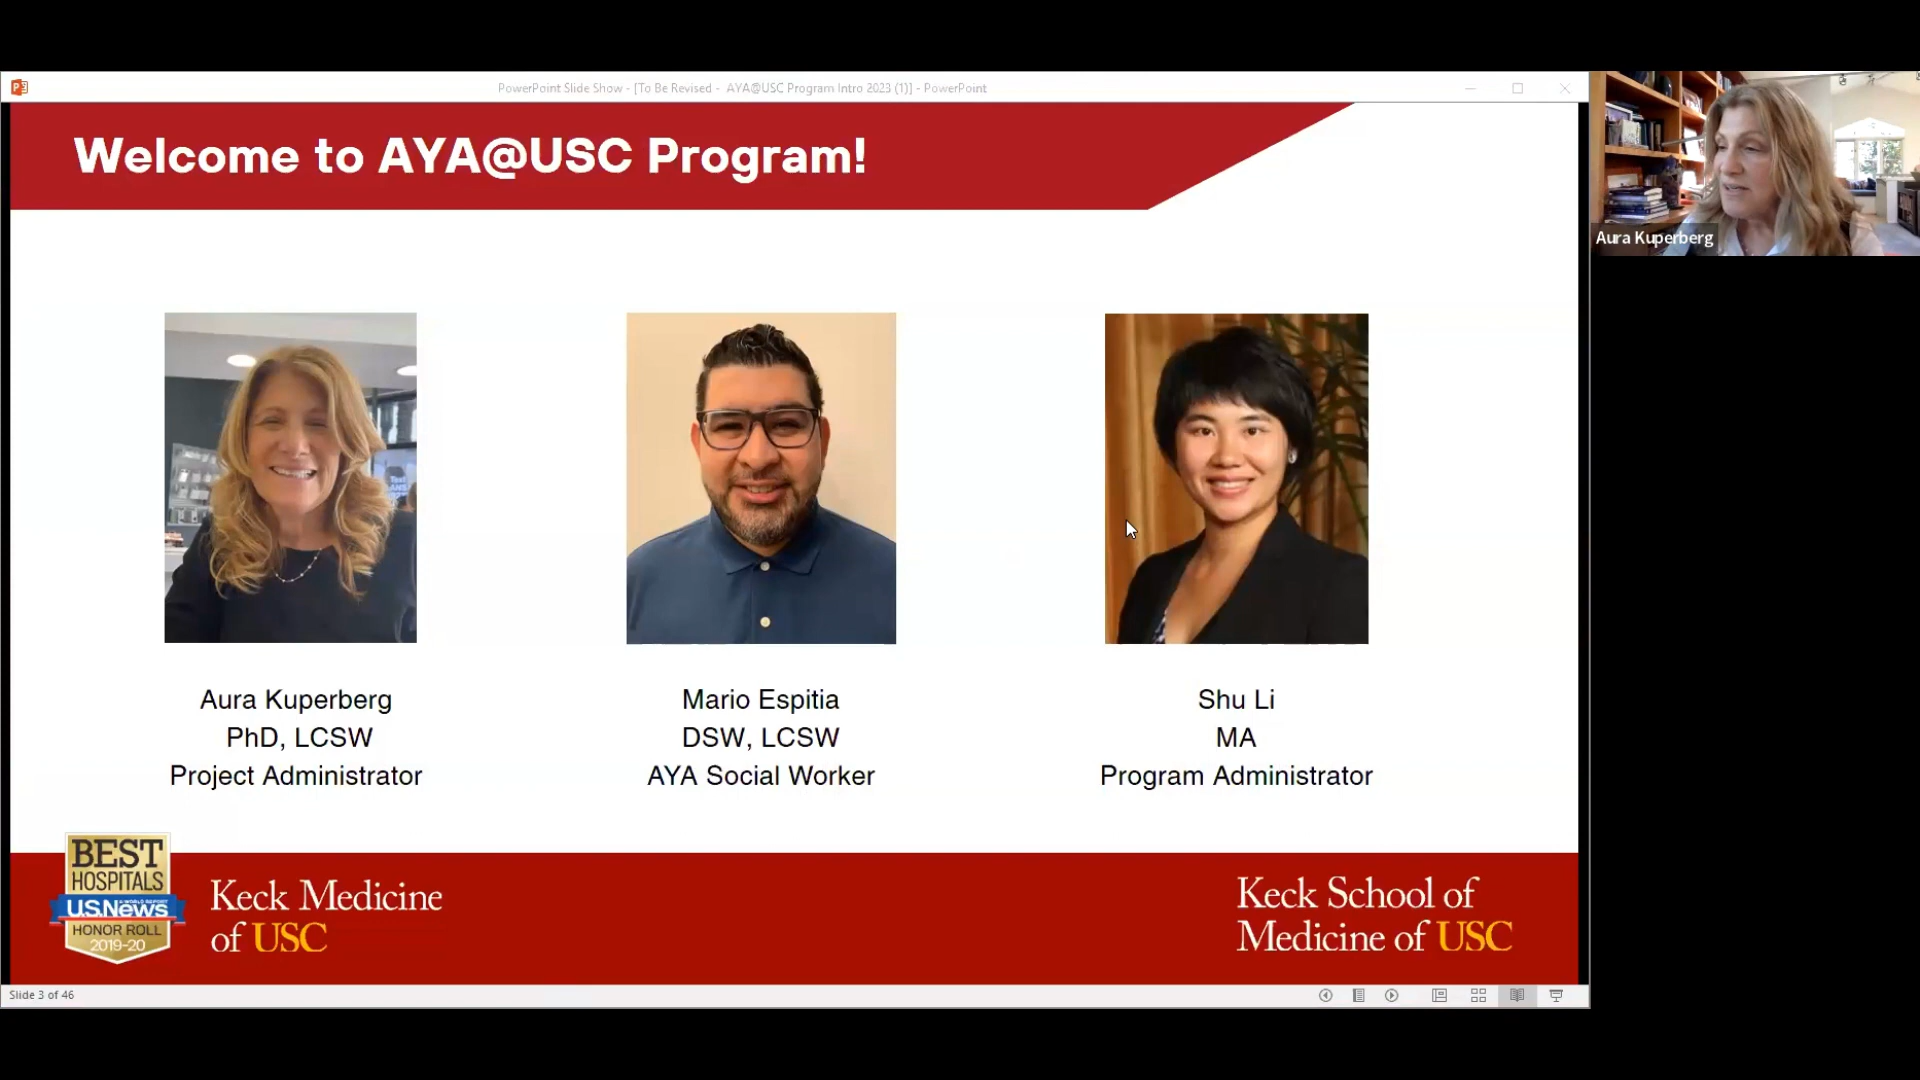 PowerPoint Slide Show - [To Be Revised - AYA@USC Program Intro 2023 (1)] - PowerPoint
Welcome to AYA@USC Program!
Aura Kuperberg
Aura Kuperberg
PhD, LCSW
Project Administrator
Mario Espitia
DSW, LCSW
AYA Social Worker
Shu Li
MA
Program Administrator
BEST
HOSPITALS
U.S.News
& WORLD REPORT
HONOR ROLL
2019-20
Keck Medicine
of USC
Keck School of
Medicine of USC
Slide 3 of 46